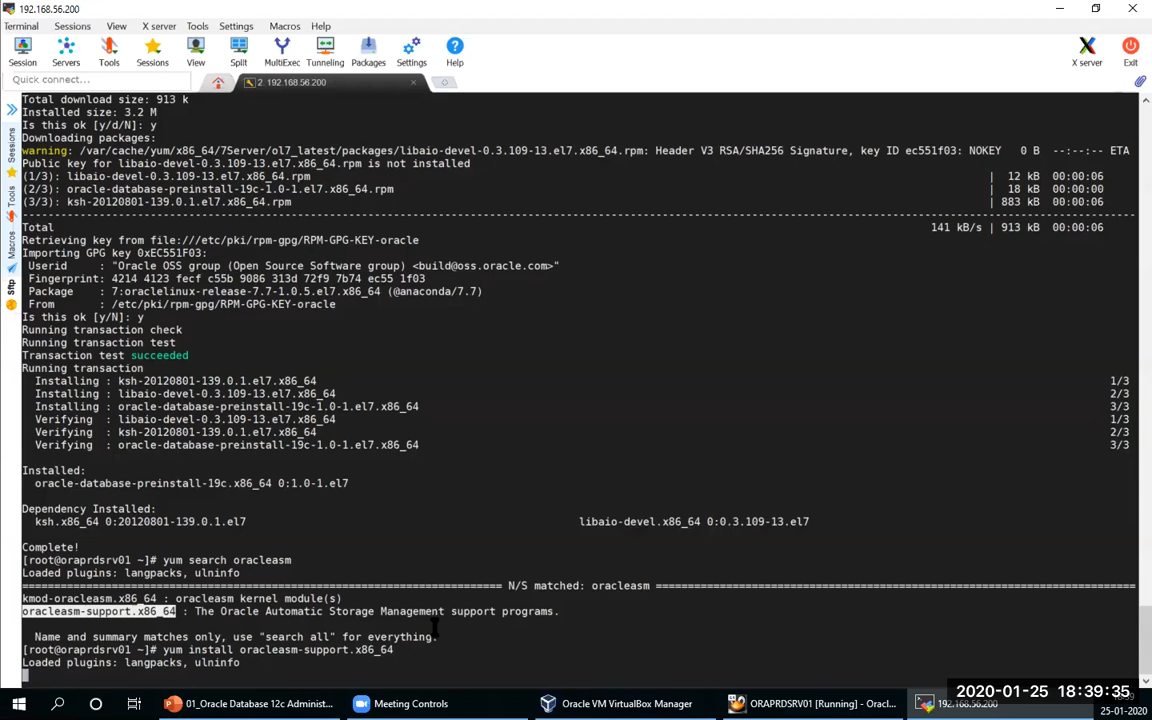 192.168.56.200
Terminal Sessions View X server Tools Settings Macros Help
Session Servers Tools Sessions View Split MultiExec Tunneling Packages Settings Help X server Exit
Quick connect... 2. 192.168.56.200
Total download size: 913 k
Installed size: 3.2 M
Is this ok [y/d/N]: y
Downloading packages:
warning: /var/cache/yum/x86_64/7Server/ol7_latest/packages/libaio-devel-0.3.109-13.el7.x86_64.rpm: Header V3 RSA/SHA256 Signature, key ID ec551f03: NOKEY 0 B --:--:-- ETA
Public key for libaio-devel-0.3.109-13.el7.x86_64.rpm is not installed
(1/3): libaio-devel-0.3.109-13.el7.x86_64.rpm | 12 kB 00:00:06
(2/3): oracle-database-preinstall-19c-1.0-1.el7.x86_64.rpm | 18 kB 00:00:00
(3/3): ksh-20120801-139.0.1.el7.x86_64.rpm | 883 kB 00:00:06
Total 141 kB/s | 913 kB 00:00:06
Retrieving key from file:///etc/pki/rpm-gpg/RPM-GPG-KEY-oracle
Importing GPG key 0xEC551F03:
Userid : "Oracle OSS group (Open Source Software group) <build@oss.oracle.com>"
Fingerprint: 4214 4123 fecf c55b 9086 313d 72f9 7b74 ec55 1f03
Package : 7:oraclelinux-release-7.7-1.0.5.el7.x86_64 (@anaconda/7.7)
From : /etc/pki/rpm-gpg/RPM-GPG-KEY-oracle
Is this ok [y/N]: y
Running transaction check
Running transaction test
Transaction test succeeded
Running transaction
Installing : ksh-20120801-139.0.1.el7.x86_64 1/3
Installing : libaio-devel-0.3.109-13.el7.x86_64 2/3
Installing : oracle-database-preinstall-19c-1.0-1.el7.x86_64 3/3
Verifying : libaio-devel-0.3.109-13.el7.x86_64 1/3
Verifying : ksh-20120801-139.0.1.el7.x86_64 2/3
Verifying : oracle-database-preinstall-19c-1.0-1.el7.x86_64 3/3
Installed:
oracle-database-preinstall-19c.x86_64 0:1.0-1.el7
Dependency Installed:
ksh.x86_64 0:20120801-139.0.1.el7 libaio-devel.x86_64 0:0.3.109-13.el7
Complete!
[root@oraprdsrv01 ~]# yum search oracleasm
Loaded plugins: langpacks, ulninfo
N/S matched: oracleasm
kmod-oracleasm.x86_64 : oracleasm kernel module(s)
oracleasm-support.x86_64 : The Oracle Automatic Storage Management support programs.
Name and summary matches only, use "search all" for everything.
[root@oraprdsrv01 ~]# yum install oracleasm-support.x86_64
Loaded plugins: langpacks, ulninfo
Sessions
Tools
Macros
sftp
01_Oracle Database 12c Administ... Meeting Controls Oracle VM VirtualBox Manager ORAPRDSRV01 [Running] - Orac... 192.168.56.200
2020-01-25 18:39:35
25-01-2020